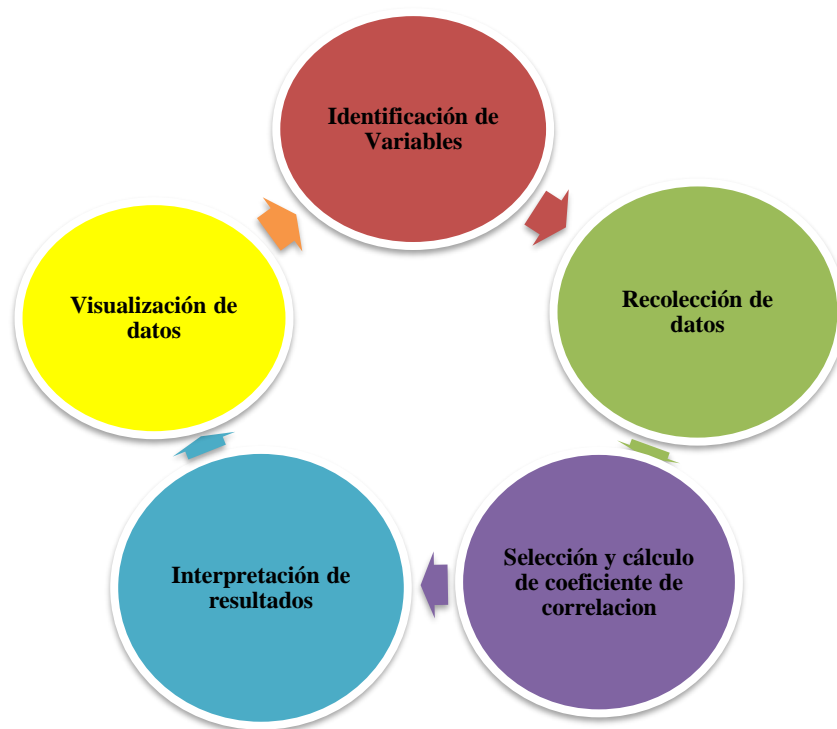 Identificación de
Variables
Recolección de
datos
Selección y cálculo
de coeficiente de
correlacion
Interpretación de
resultados
Visualización de
datos